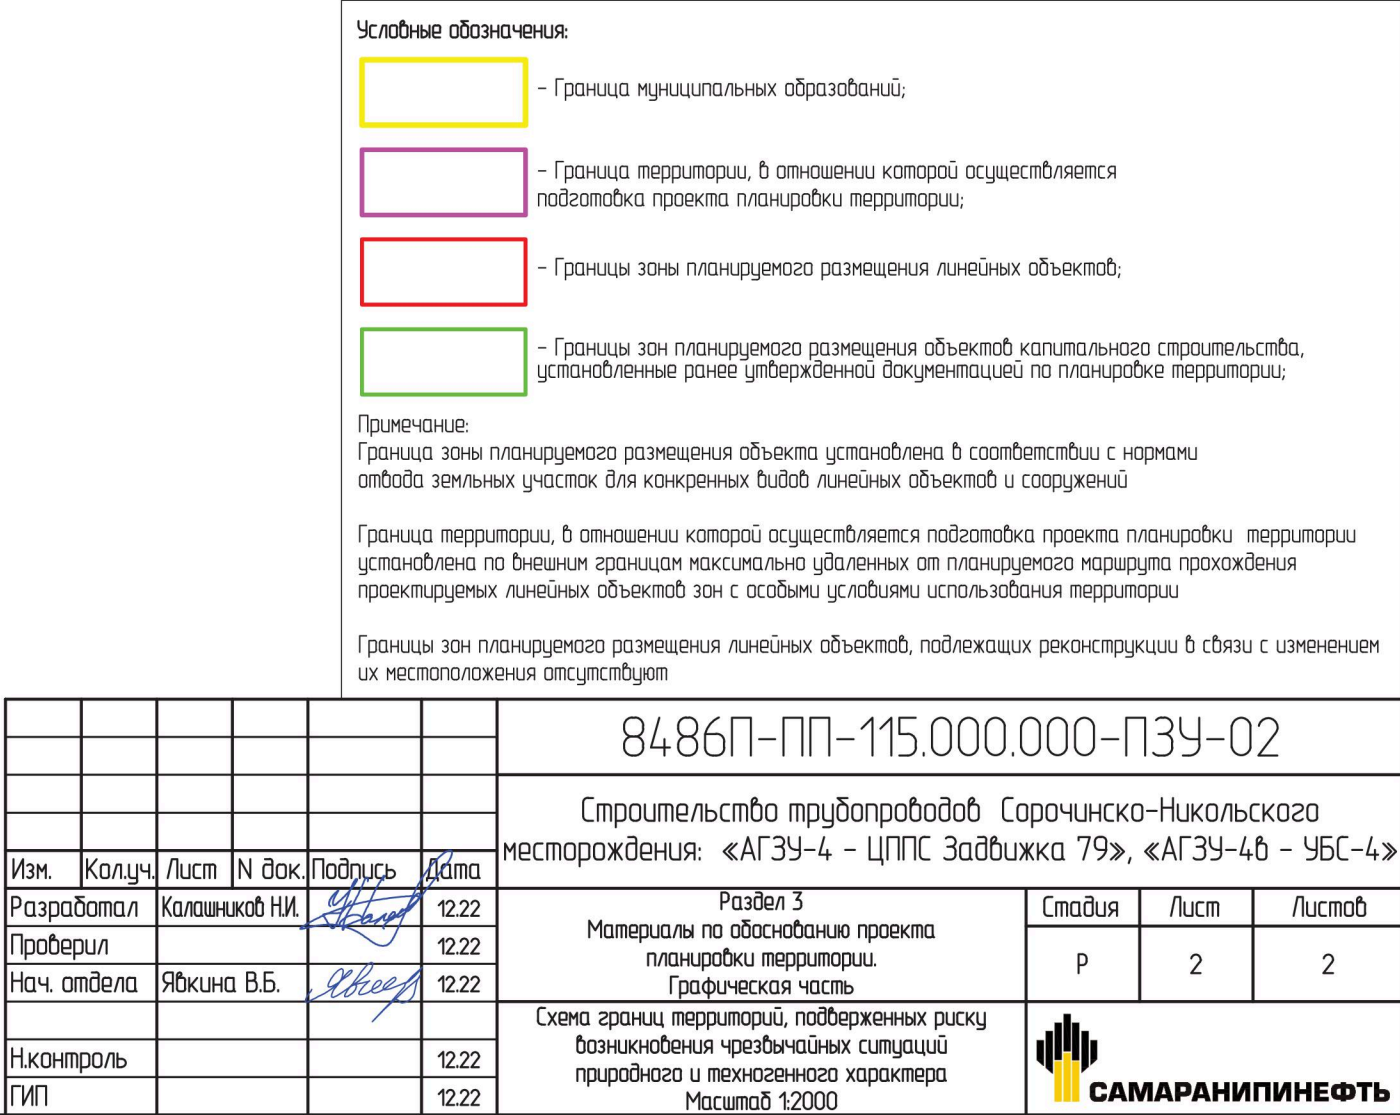 Условные обозначения:
- Граница муниципальных образований;
- Граница территории, в отношении которой осуществляется
подготовка проекта планировки территории;
- Границы зоны планируемого размещения линейных объектов;
- Границы зон планируемого размещения объектов капитального строительства,
установленные ранее утвержденной документацией по планировке территории;
Примечание:
Граница зоны планируемого размещения объекта установлена в соответствии с нормами
отвода земльных участок для конкренных видов линейных объектов и сооружений
Граница территории, в отношении которой осуществляется подготовка проекта планировки территории
установлена по внешним границам максимально удаленных от планируемого маршрута прохождения
проектируемых линейных объектов зон с особыми условиями использования территории
Границы зон планируемого размещения линейных объектов, подлежащих реконструкции в связи с изменением
их местоположения отсутствуют
8486П-ПП-115.000.000-ПЗУ-02
Строительство трубопроводов Сорочинско-Никольского
месторождения: «АГЗУ-4 - ЦППС Задвижка 79», «АГЗУ-4в - УБС-4»
Изм. Кол.уч. Лист N док. Подпись Дата
Разработал Калашников Н.И. 12.22
Проверил 12.22
Нач. отдела Явкина В.Б. 12.22
Н.контроль 12.22
ГИП 12.22
Раздел 3
Материалы по обоснованию проекта
планировки территории.
Графическая часть
Стадия Лист Листов
Р 2 2
Схема границ территорий, подверженных риску
возникновения чрезвычайных ситуаций
природного и техногенного характера
Масштаб 1:2000
САМАРАНИПИНЕФТЬ